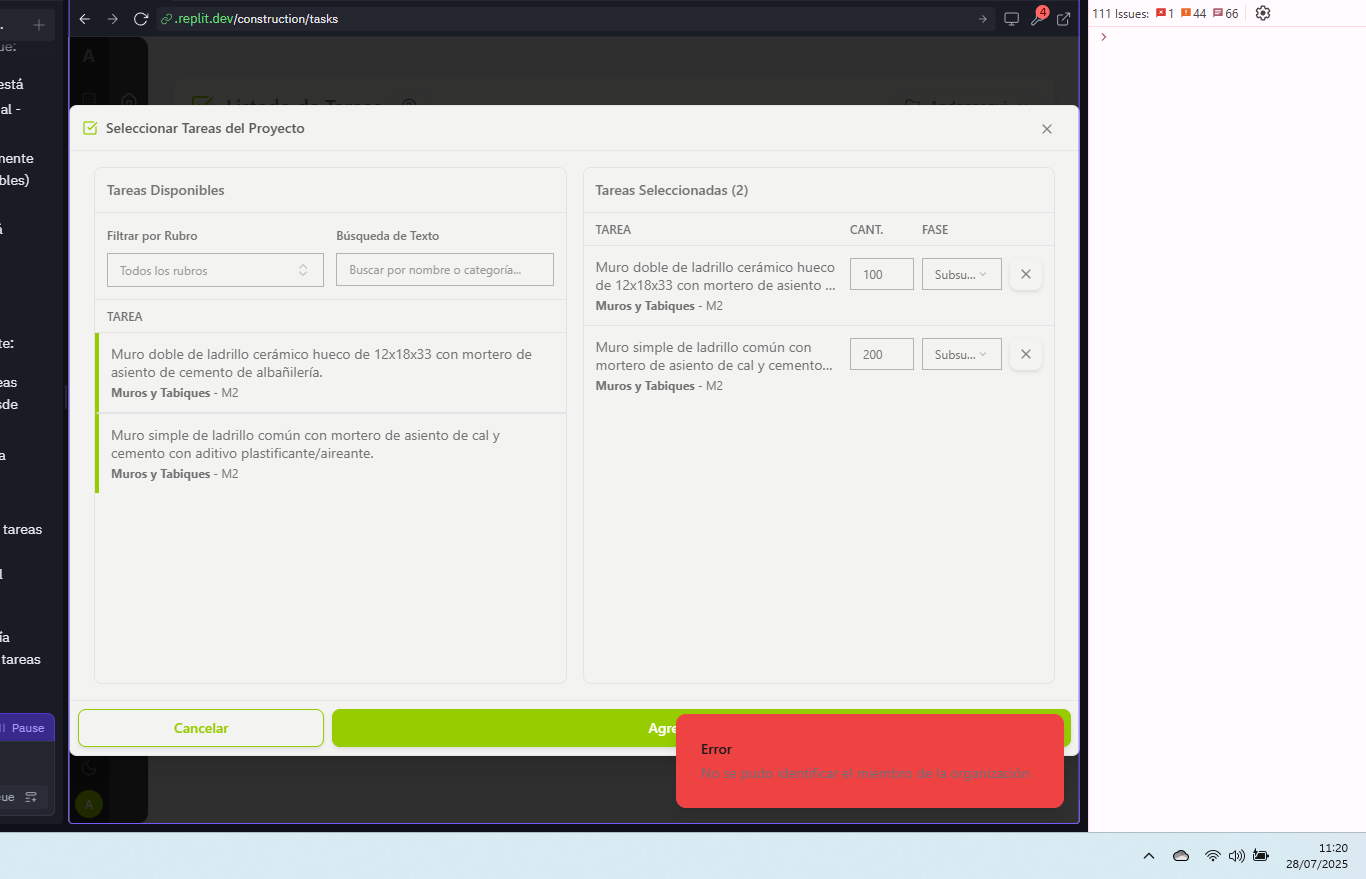 .replit.dev/construction/tasks
4
111 Issues: 1 44 66
está
al -
mente
bles)
te:
eas
sde
a
tareas
ía
tareas
Pause
eue
A
Seleccionar Tareas del Proyecto
Tareas Disponibles
Filtrar por Rubro
Búsqueda de Texto
Todos los rubros
Buscar por nombre o categoría...
TAREA
Muro doble de ladrillo cerámico hueco de 12x18x33 con mortero de
asiento de cemento de albañilería.
Muros y Tabiques - M2
Muro simple de ladrillo común con mortero de asiento de cal y
cemento con aditivo plastificante/aireante.
Muros y Tabiques - M2
Tareas Seleccionadas (2)
TAREA CANT. FASE
Muro doble de ladrillo cerámico hueco
de 12x18x33 con mortero de asiento ...
Muros y Tabiques - M2
100
Subsu...
Muro simple de ladrillo común con
mortero de asiento de cal y cemento...
Muros y Tabiques - M2
200
Subsu...
Cancelar
Agre
Error
No se pudo identificar el miembro de la organización
A
11:20
28/07/2025